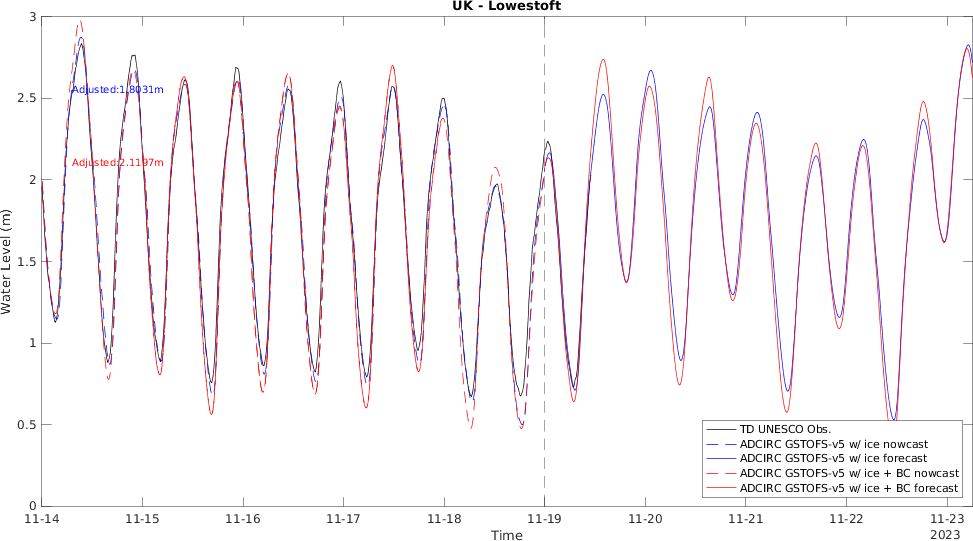 UK - Lowestoft
3
2.5
2
1.5
1
0.5
0
Water Level (m)
Adjusted:1.8031m
Adjusted:2.1197m
TD UNESCO Obs.
ADCIRC GSTOFS-v5 w/ ice nowcast
ADCIRC GSTOFS-v5 w/ ice forecast
ADCIRC GSTOFS-v5 w/ ice + BC nowcast
ADCIRC GSTOFS-v5 w/ ice + BC forecast
11-14 11-15 11-16 11-17 11-18 11-19 11-20 11-21 11-22 11-23
Time
2023